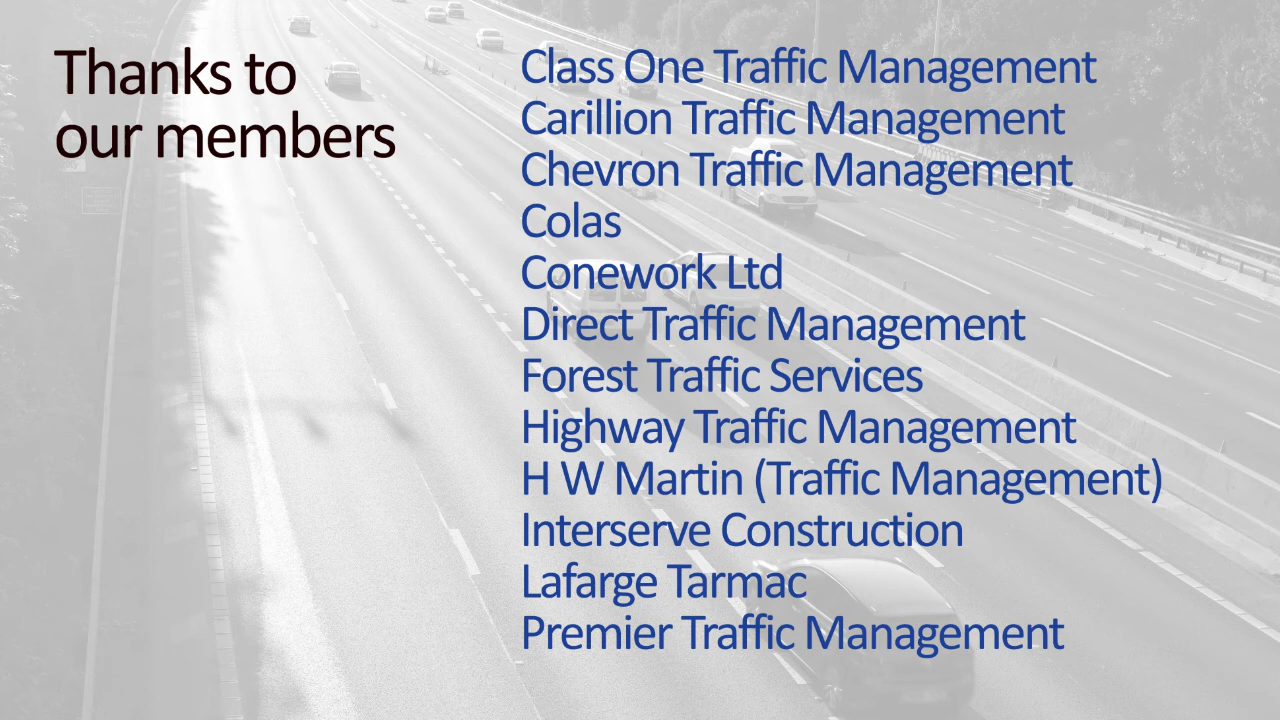 Thanks to
our members
Class One Traffic Management
Carillion Traffic Management
Chevron Traffic Management
Colas
Conework Ltd
Direct Traffic Management
Forest Traffic Services
Highway Traffic Management
H W Martin (Traffic Management)
Interserve Construction
Lafarge Tarmac
Premier Traffic Management